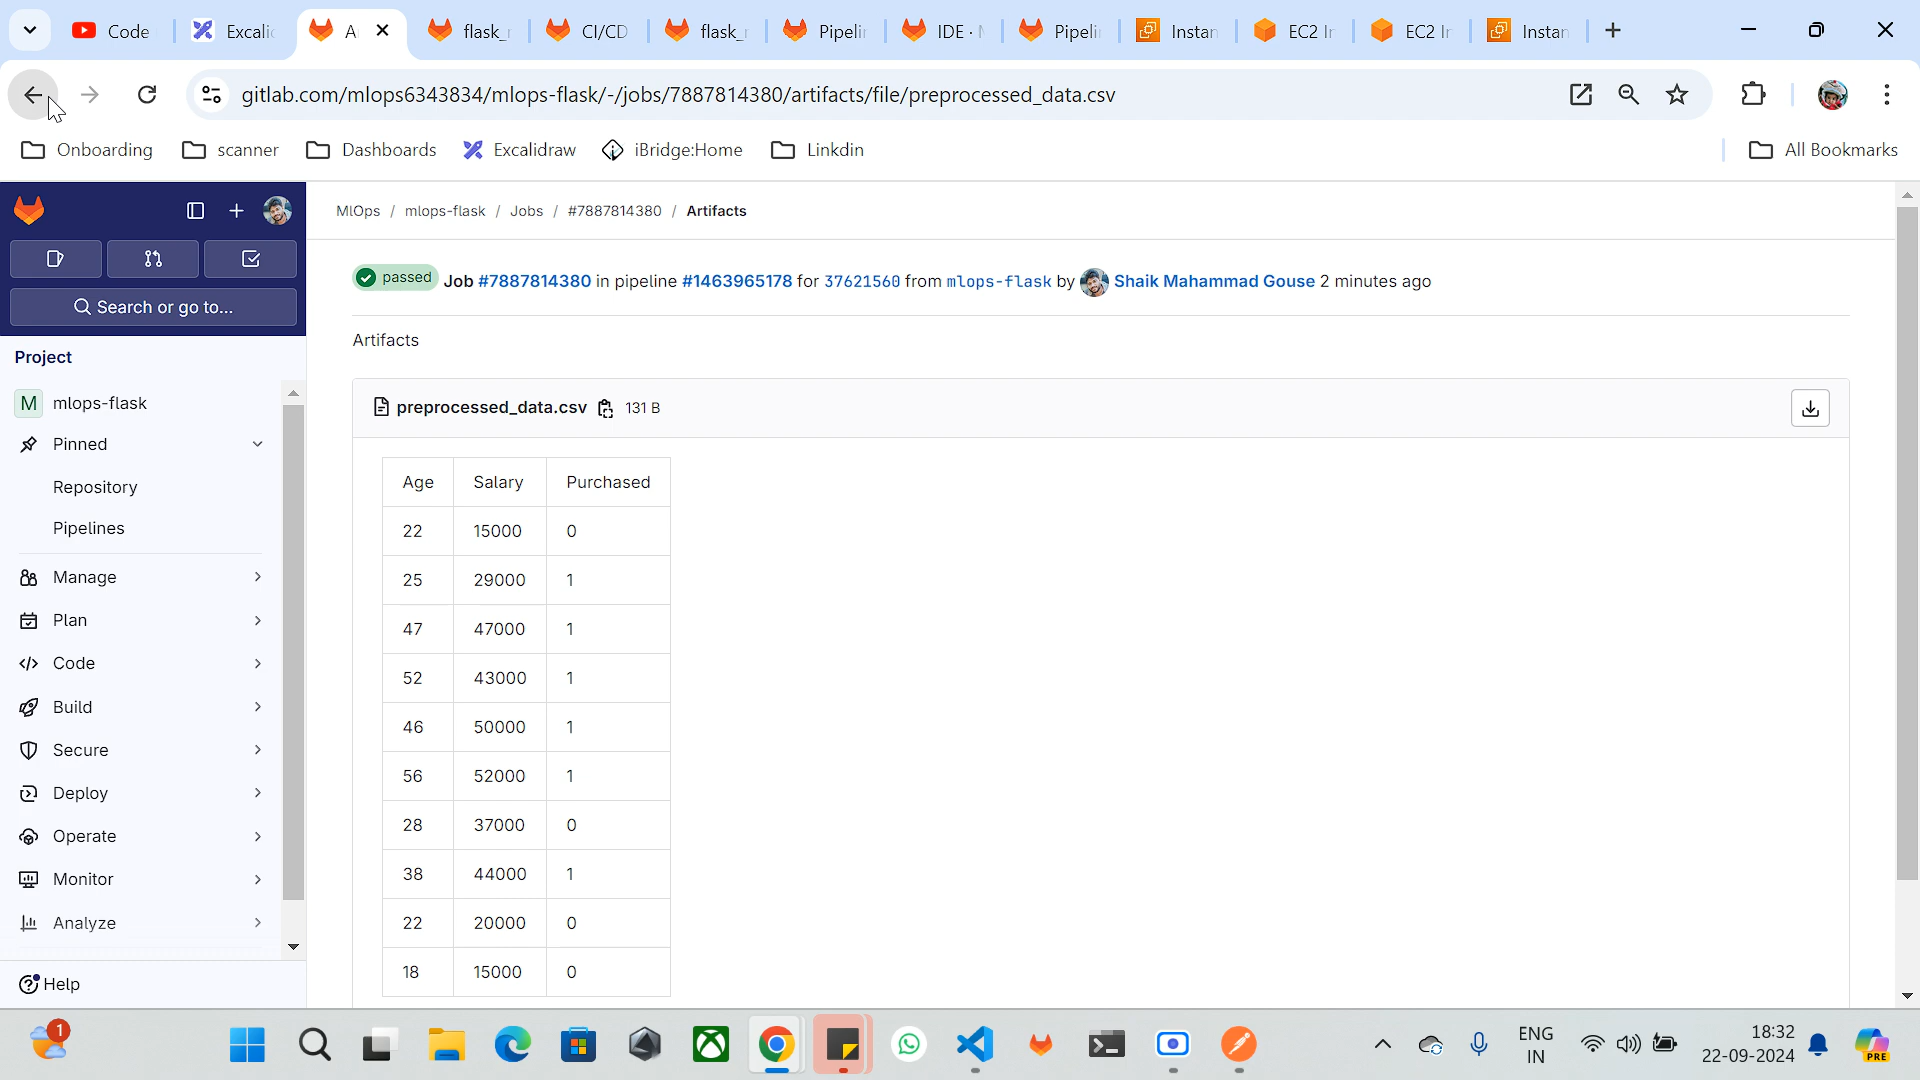 Code
Excali
A
flask_
CI/CD
flask_
Pipeli
IDE ·
Pipeli
Instan
EC2 In
EC2 In
Instan
gitlab.com/mlops6343834/mlops-flask/-/jobs/7887814380/artifacts/file/preprocessed_data.csv
Onboarding
scanner
Dashboards
Excalidraw
iBridge:Home
Linkdin
All Bookmarks
Search or go to...
Project
M mlops-flask
Pinned
Repository
Pipelines
Manage
Plan
Code
Build
Secure
Deploy
Operate
Monitor
Analyze
Help
MlOps / mlops-flask / Jobs / #7887814380 / Artifacts
passed Job #7887814380 in pipeline #1463965178 for 37621560 from mlops-flask by Shaik Mahammad Gouse 2 minutes ago
Artifacts
preprocessed_data.csv 131 B
Age Salary Purchased
22 15000 0
25 29000 1
47 47000 1
52 43000 1
46 50000 1
56 52000 1
28 37000 0
38 44000 1
22 20000 0
18 15000 0
1
ENG
IN
18:32
22-09-2024
PRE